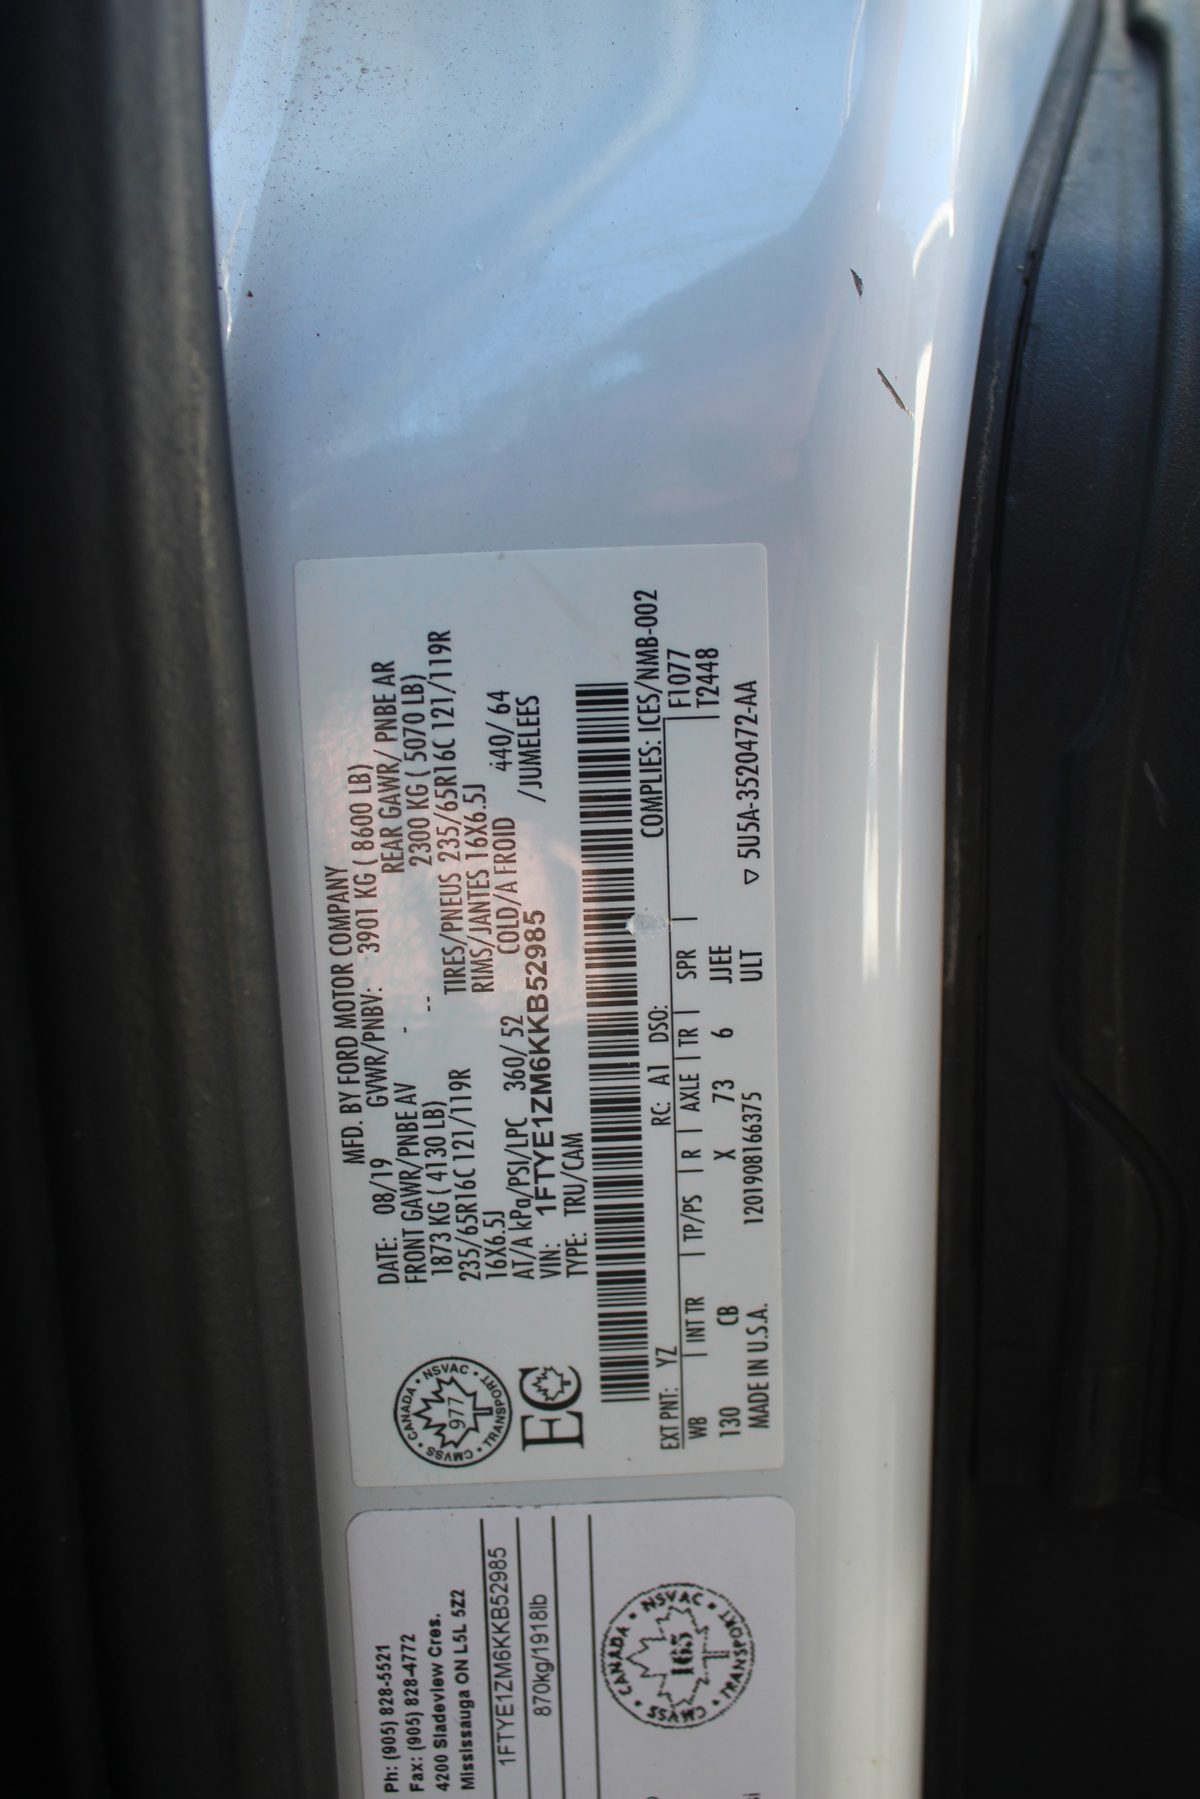 MFD. BY FORD MOTOR COMPANY
DATE: 08/19 GVWR/PNBV: 3901 KG ( 8600 LB)
FRONT GAWR/PNBE AV - REAR GAWR/ PNBE AR
1873 KG ( 4130 LB) -- 2300 KG ( 5070 LB)
235/65R16C 121/119R TIRES/PNEUS 235/65R16C 121/119R
16X6.5J RIMS/JANTES 16X6.5J
AT/A kPa/PSI/LPC 360/ 52 COLD/A FROID 440/ 64
VIN: 1FTYE1ZM6KKB52985 /JUMELEES
TYPE: TRU/CAM
CMVSS • CANADA • NSVAC • TRANSPORT •
977
EC
COMPLIES: ICES/NMB-002
EXT PNT: YZ RC: A1 DSO: F1077
WB | INT TR | TP/PS | R | AXLE | TR | SPR | T2448
130 CB X 73 6 JJEE
ULT
MADE IN U.S.A. 1201908166375 ▽ 5U5A-3520472-AA
Ph: (905) 828-5521
Fax: (905) 828-4772
4200 Sladeview Cres.
Mississauga ON L5L 5Z2
1FTYE1ZM6KKB52985
870kg/1918lb
CMVSS • CANADA • NSVAC • TRANSPORT •
165